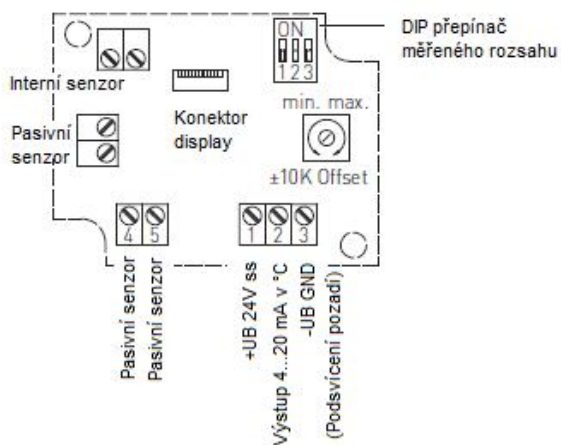 DIP přepínač
měřeného rozsahu
ON
1 2 3
Interní senzor
Konektor
display
min. max.
Pasivní
senzor
±10K Offset
4 5
1 2 3
Pasivní senzor
Pasivní senzor
+UB 24V ss
Výstup 4...20 mA v °C
-UB GND
(Podsvícení pozadí)